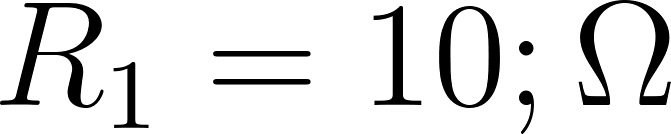 R₁ = 10; Ω